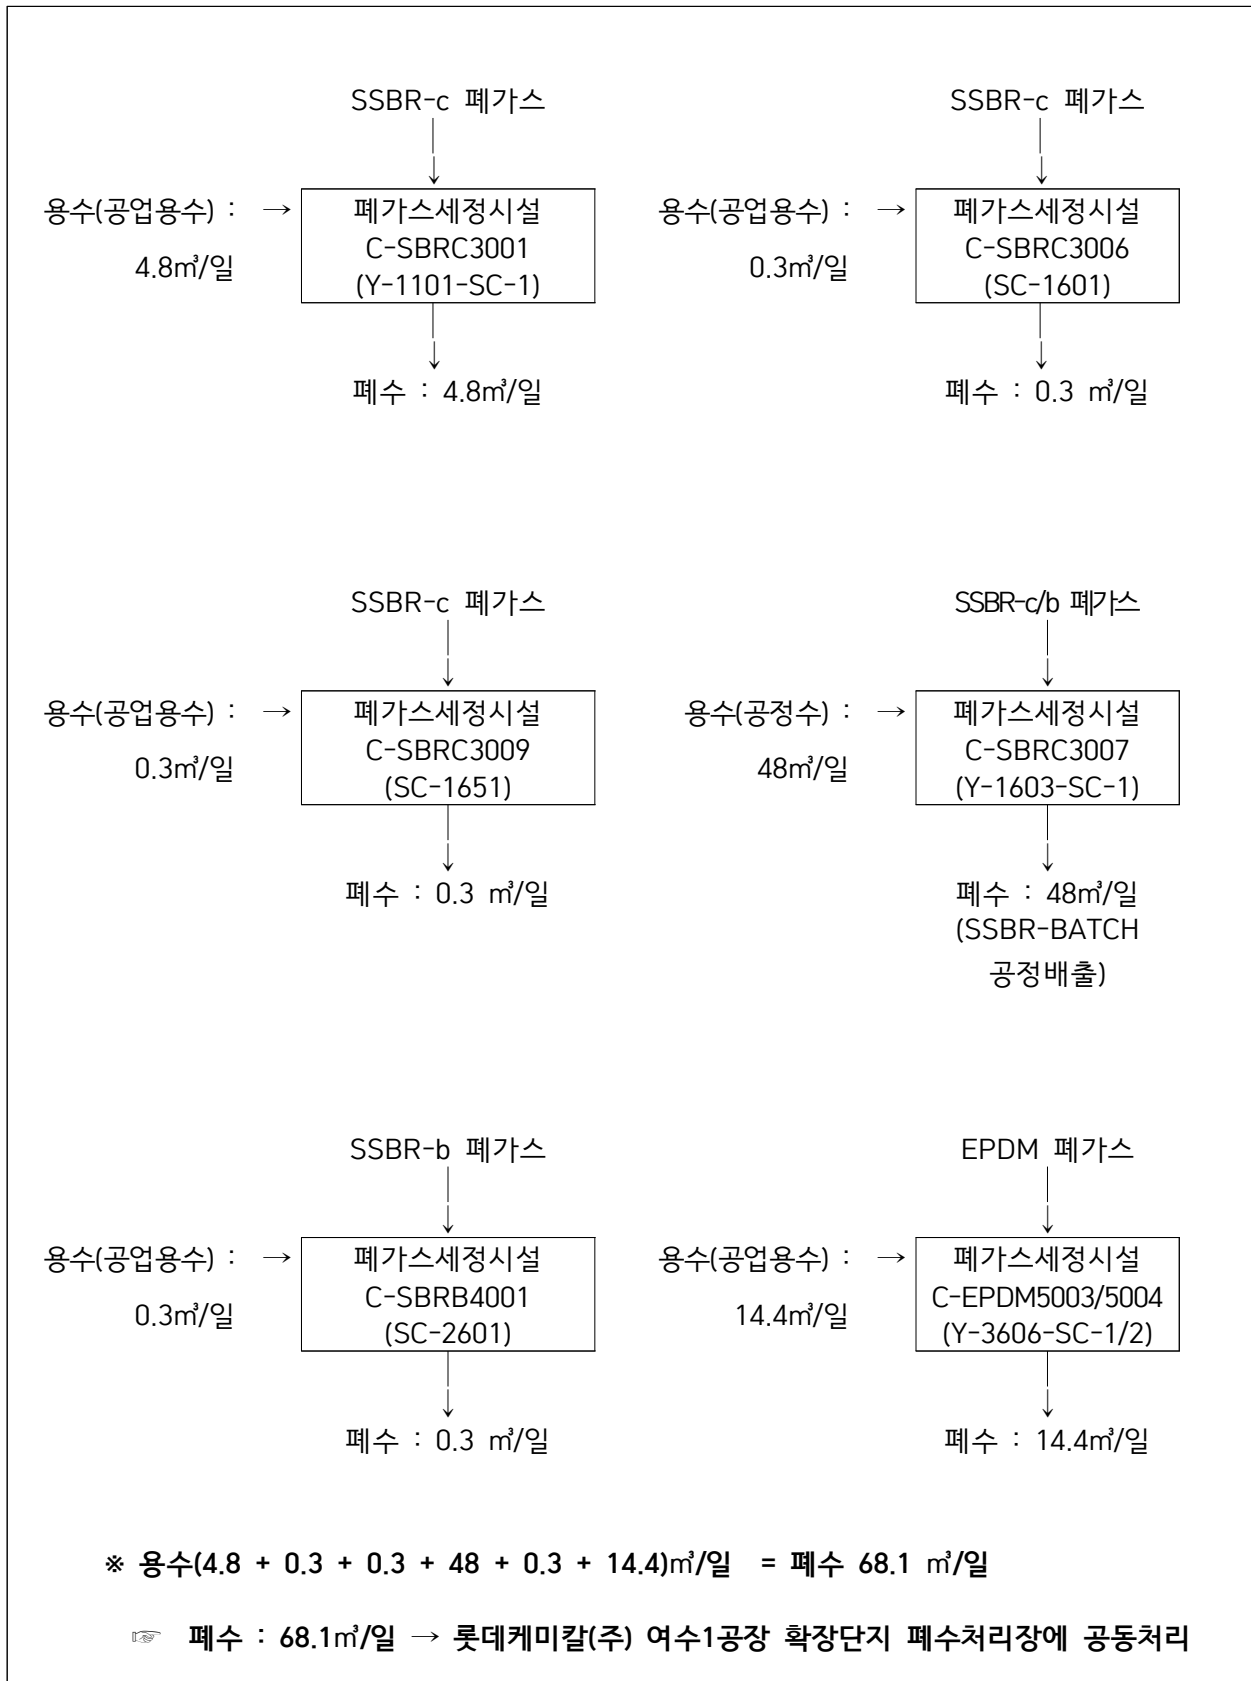 SSBR-c 폐가스
용수(공업용수) : →
4.8㎥/일
폐가스세정시설
C-SBRC3001
(Y-1101-SC-1)
폐수 : 4.8㎥/일
SSBR-c 폐가스
용수(공업용수) : →
0.3㎥/일
폐가스세정시설
C-SBRC3006
(SC-1601)
폐수 : 0.3 ㎥/일
SSBR-c 폐가스
용수(공업용수) : →
0.3㎥/일
폐가스세정시설
C-SBRC3009
(SC-1651)
폐수 : 0.3 ㎥/일
SSBR-c/b 폐가스
용수(공정수) : →
48㎥/일
폐가스세정시설
C-SBRC3007
(Y-1603-SC-1)
폐수 : 48㎥/일
(SSBR-BATCH
공정배출)
SSBR-b 폐가스
용수(공업용수) : →
0.3㎥/일
폐가스세정시설
C-SBRB4001
(SC-2601)
폐수 : 0.3 ㎥/일
EPDM 폐가스
용수(공업용수) : →
14.4㎥/일
폐가스세정시설
C-EPDM5003/5004
(Y-3606-SC-1/2)
폐수 : 14.4㎥/일
※ 용수(4.8 + 0.3 + 0.3 + 48 + 0.3 + 14.4)㎥/일 = 폐수 68.1 ㎥/일
☞ 폐수 : 68.1㎥/일 → 롯데케미칼(주) 여수1공장 확장단지 폐수처리장에 공동처리